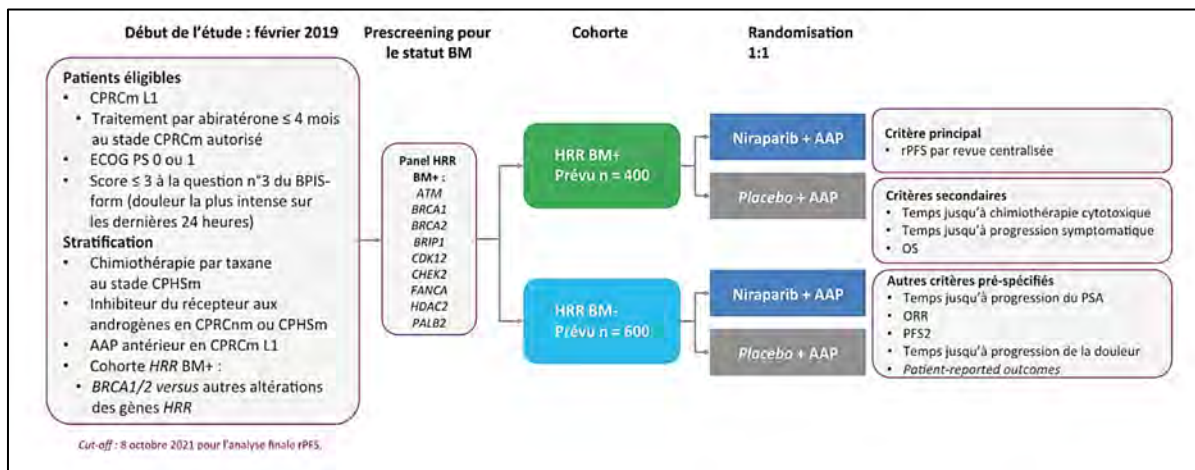 Début de l’étude : février 2019
Prescreening pour
le statut BM
Cohorte
Randomisation
1:1
Patients éligibles
• CPRCm L1
• Traitement par abiratérone ≤ 4 mois
au stade CPRCm autorisé
• ECOG PS 0 ou 1
• Score ≤ 3 à la question n°3 du BPIS-
form (douleur la plus intense sur
les dernières 24 heures)
Stratification
• Chimiothérapie par taxane
au stade CPHSm
• Inhibiteur du récepteur aux
androgènes en CPRCnm ou CPHSm
• AAP antérieur en CPRCm L1
• Cohorte HRR BM+ :
• BRCA1/2 versus autres altérations
des gènes HRR
Cut-off : 8 octobre 2021 pour l’analyse finale rPFS.
Panel HRR
BM+ :
ATM
BRCA1
BRCA2
BRIP1
CDK12
CHEK2
FANCA
HDAC2
PALB2
HRR BM+
Prévu n = 400
HRR BM-
Prévu n = 600
Niraparib + AAP
Placebo + AAP
Niraparib + AAP
Placebo + AAP
Critère principal
• rPFS par revue centralisée
Critères secondaires
• Temps jusqu’à chimiothérapie cytotoxique
• Temps jusqu’à progression symptomatique
• OS
Autres critères pré-spécifiés
• Temps jusqu’à progression du PSA
• ORR
• PFS2
• Temps jusqu’à progression de la douleur
• Patient-reported outcomes